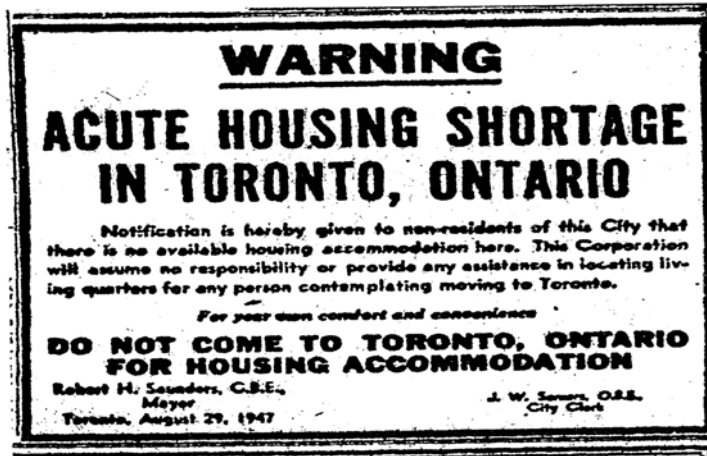 WARNING
ACUTE HOUSING SHORTAGE
IN TORONTO, ONTARIO
Notification is hereby given to non-residents of this City that
there is no available housing accommodation here. This Corporation
will assume no responsibility or provide any assistance in locating liv-
ing quarters for any person contemplating moving to Toronto.
For your own comfort and convenience
DO NOT COME TO TORONTO, ONTARIO
FOR HOUSING ACCOMMODATION
Robert H. Saunders, C.B.E.,
Mayor
Toronto, August 29, 1947
J. W. Somers, O.B.E.,
City Clerk